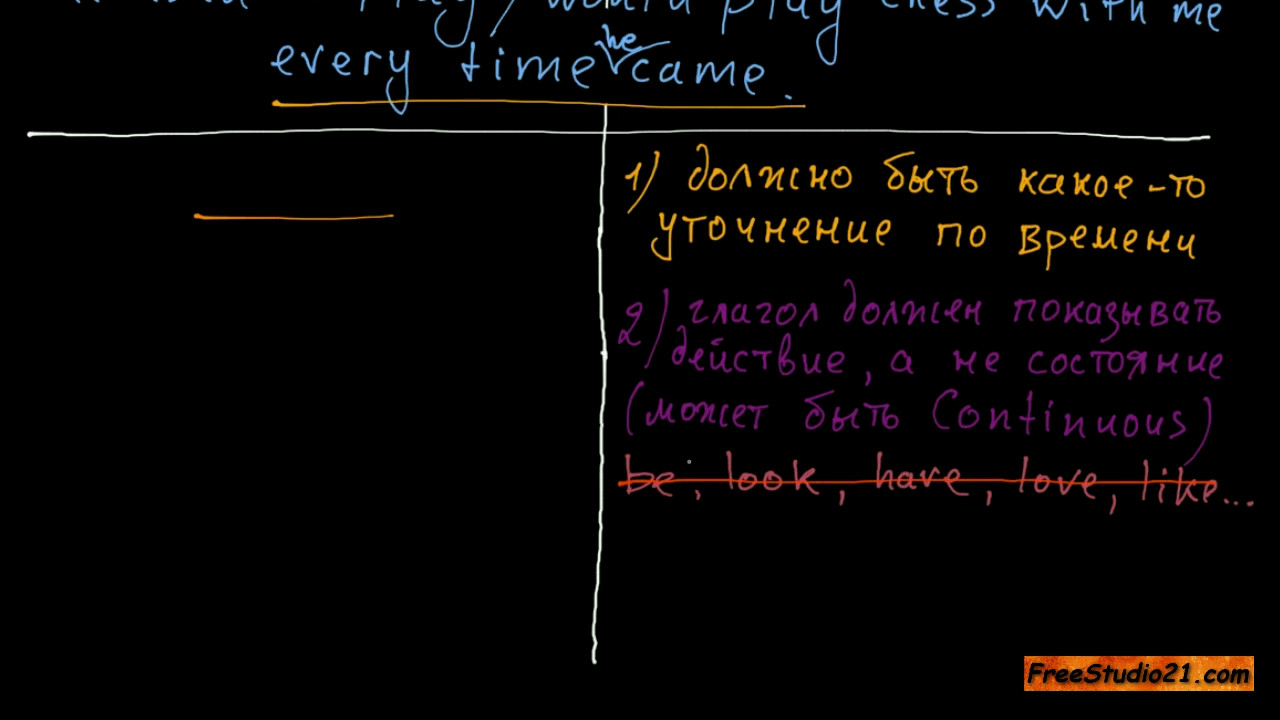 play / would play chess with me
every time he came.
1) должно быть какое-то
уточнение по времени
2) глагол должен показывать
действие, а не состояние
(может быть Continuous)
be, look, have, love, like...
FreeStudio21.com